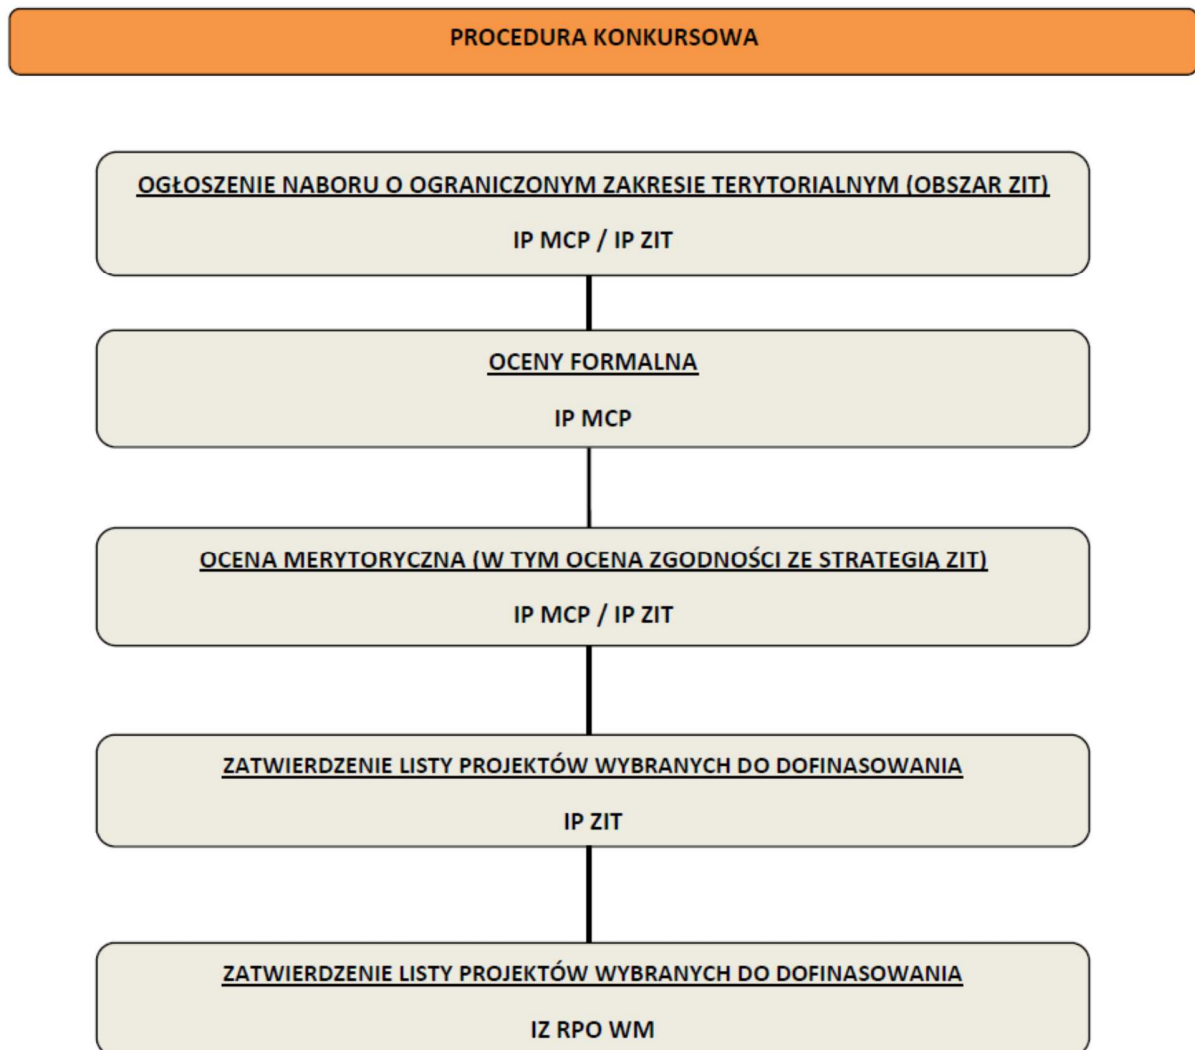 PROCEDURA KONKURSOWA
OGŁOSZENIE NABORU O OGRANICZONYM ZAKRESIE TERYTORIALNYM (OBSZAR ZIT)
IP MCP / IP ZIT
OCENY FORMALNA
IP MCP
OCENA MERYTORYCZNA (W TYM OCENA ZGODNOŚCI ZE STRATEGIĄ ZIT)
IP MCP / IP ZIT
ZATWIERDZENIE LISTY PROJEKTÓW WYBRANYCH DO DOFINASOWANIA
IP ZIT
ZATWIERDZENIE LISTY PROJEKTÓW WYBRANYCH DO DOFINASOWANIA
IZ RPO WM